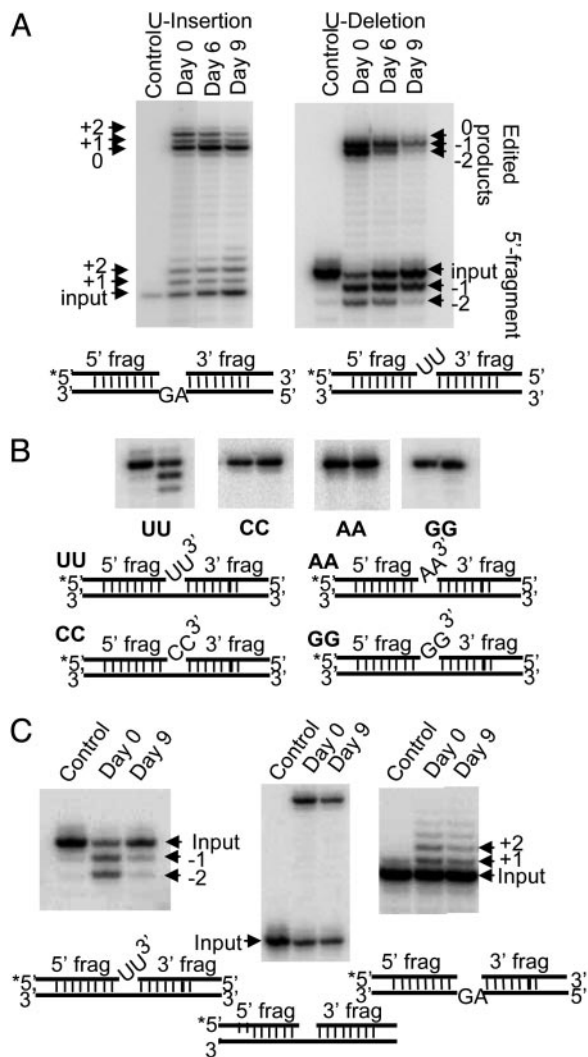 A
U-Insertion
U-Deletion
Control
Day 0
Day 6
Day 9
Control
Day 0
Day 6
Day 9
+2
+1
0
+2
+1
input
0
-1
-2
Edited
products
input
-1
-2
5'-fragment
5' frag
3' frag
*5'
3'
3'
GA
5'
5' frag
UU
3' frag
*5'
5'
3'
5'
B
UU
CC
AA
GG
UU
5' frag
UU
3'
3' frag
*5'
5'
3'
3'
AA
5' frag
AA
3'
3' frag
*5'
5'
3'
3'
CC
5' frag
CC
3'
3' frag
*5'
5'
3'
3'
GG
5' frag
GG
3'
3' frag
*5'
5'
3'
3'
C
Control
Day 0
Day 9
Input
-1
-2
Control
Day 0
Day 9
Input
Control
Day 0
Day 9
+2
+1
Input
5' frag
UU
3'
3' frag
*5'
3'
3'
5'
5' frag
3' frag
*5'
3'
5' frag
3' frag
*5'
3'
3'
GA
5'